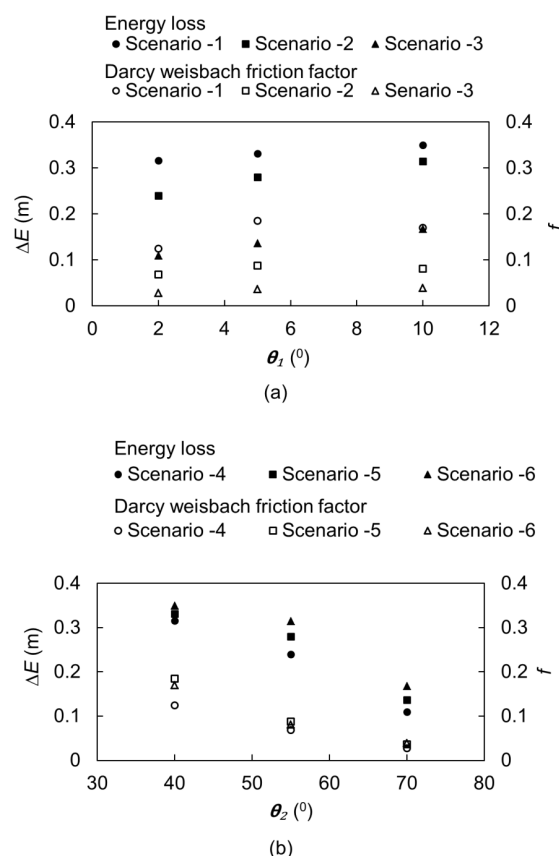 Energy loss
● Scenario -1 ■ Scenario -2 ▲ Scenario -3
Darcy weisbach friction factor
○ Scenario -1 □ Scenario -2 △ Senario -3
0.4 0.4
0.3 0.3
0.2 0.2
0.1 0.1
0 0
ΔE (m)
f
0 2 4 6 8 10 12
θ1 (0)
(a)
Energy loss
● Scenario -4 ■ Scenario -5 ▲ Scenario -6
Darcy weisbach friction factor
○ Scenario -4 □ Scenario -5 △ Scenario -6
0.4 0.4
0.3 0.3
0.2 0.2
0.1 0.1
0 0
ΔE (m)
f
30 40 50 60 70 80
θ2 (0)
(b)